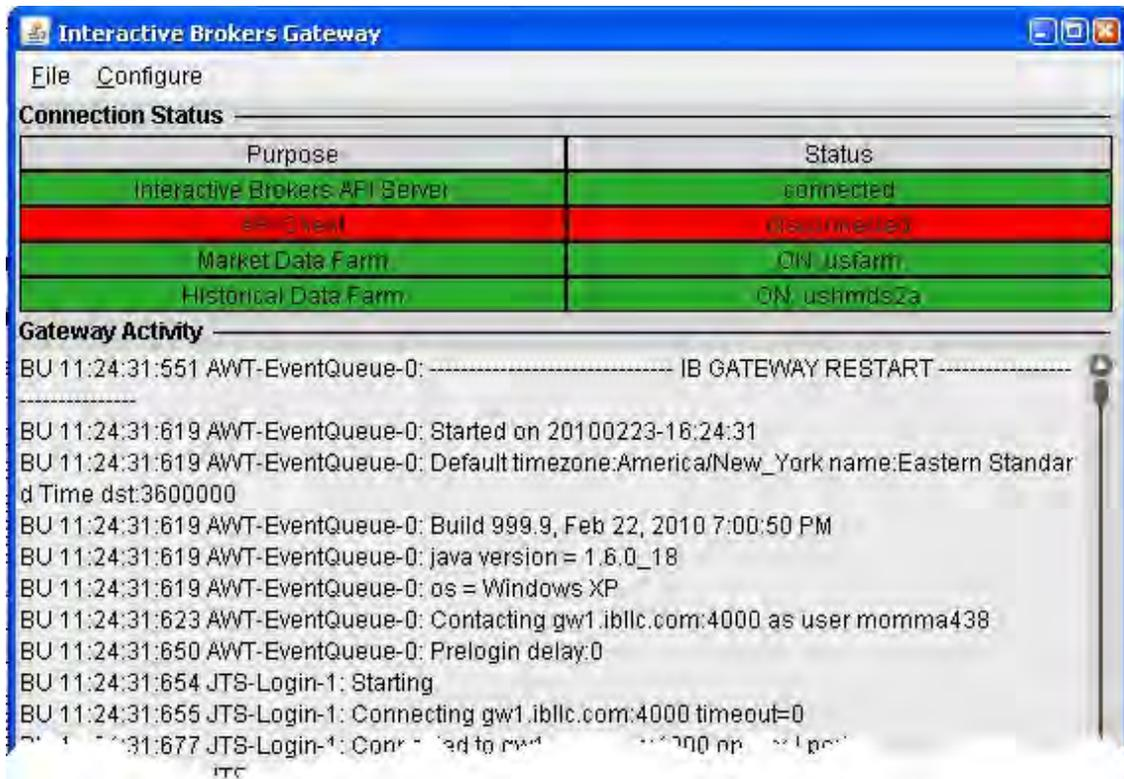 Interactive Brokers Gateway
File Configure
Connection Status
Purpose Status
Interactive Brokers API Server connected
disconnected
Market Data Farm ON: usfarm
Historical Data Farm ON: ushmds2a
Gateway Activity
BU 11:24:31:551 AWT-EventQueue-0: ------------------------------- IB GATEWAY RESTART -----------------
---------------
BU 11:24:31:619 AWT-EventQueue-0: Started on 20100223-16:24:31
BU 11:24:31:619 AWT-EventQueue-0: Default timezone:America/New_York name:Eastern Standar
d Time dst:3600000
BU 11:24:31:619 AWT-EventQueue-0: Build 999.9, Feb 22, 2010 7:00:50 PM
BU 11:24:31:619 AWT-EventQueue-0: java version = 1.6.0_18
BU 11:24:31:619 AWT-EventQueue-0: os = Windows XP
BU 11:24:31:623 AWT-EventQueue-0: Contacting gw1.ibllc.com:4000 as user momma438
BU 11:24:31:650 AWT-EventQueue-0: Prelogin delay:0
BU 11:24:31:654 JTS-Login-1: Starting
BU 11:24:31:655 JTS-Login-1: Connecting gw1.ibllc.com:4000 timeout=0
:31:677 JTS-Login-1: to